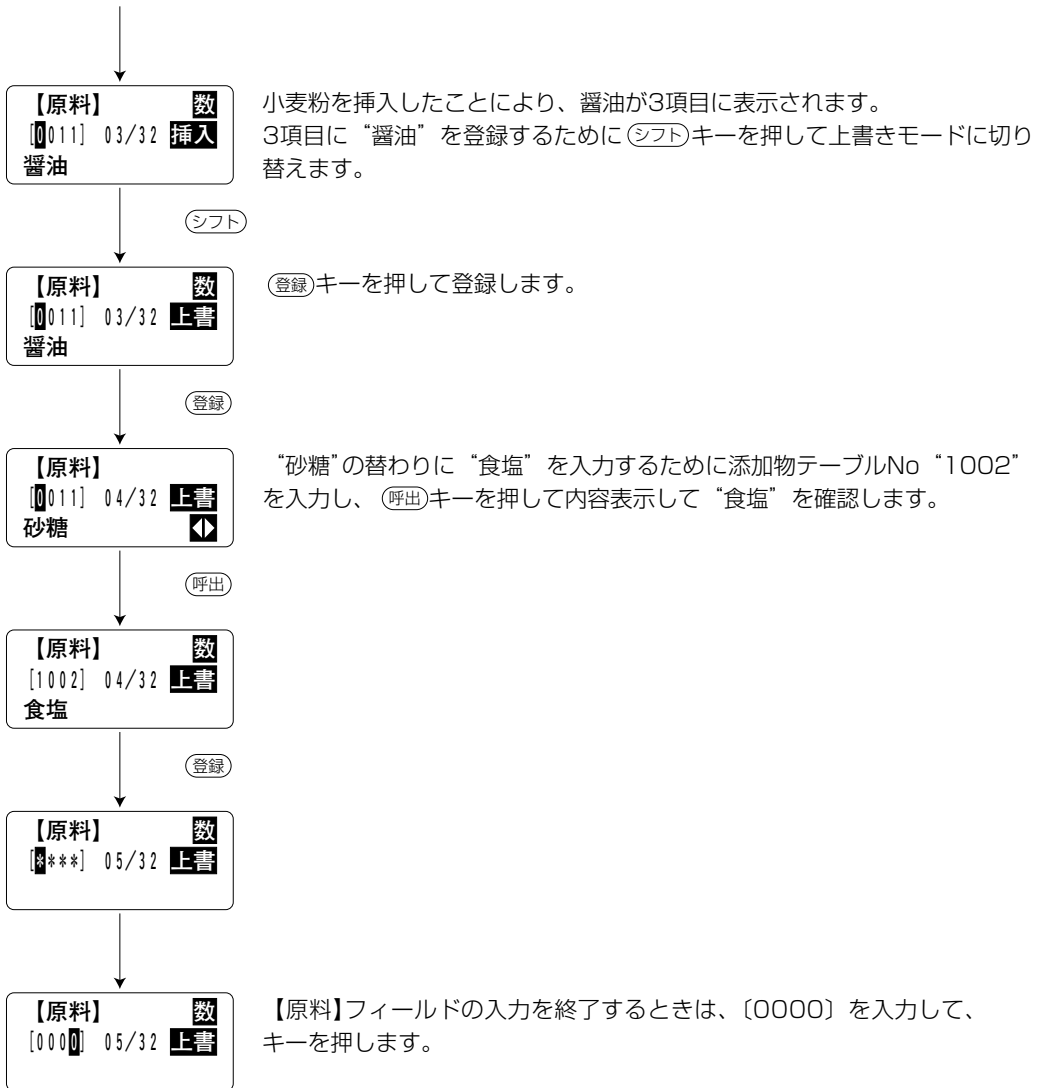 【原料】 数
[0011] 03/32 挿入
醤油
小麦粉を挿入したことにより、醤油が3項目に表示されます。
3項目に“醤油”を登録するために シフト キーを押して上書きモードに切り
替えます。
シフト
【原料】 数
[0011] 03/32 上書
醤油
登録 キーを押して登録します。
登録
【原料】 数
[0011] 04/32 上書
砂糖
“砂糖”の替わりに“食塩”を入力するために添加物テーブルNo“1002”
を入力し、 呼出 キーを押して内容表示して“食塩”を確認します。
呼出
【原料】 数
[1002] 04/32 上書
食塩
登録
【原料】 数
[****] 05/32 上書
【原料】 数
[0000] 05/32 上書
【原料】フィールドの入力を終了するときは、〔0000〕を入力して、
キーを押します。